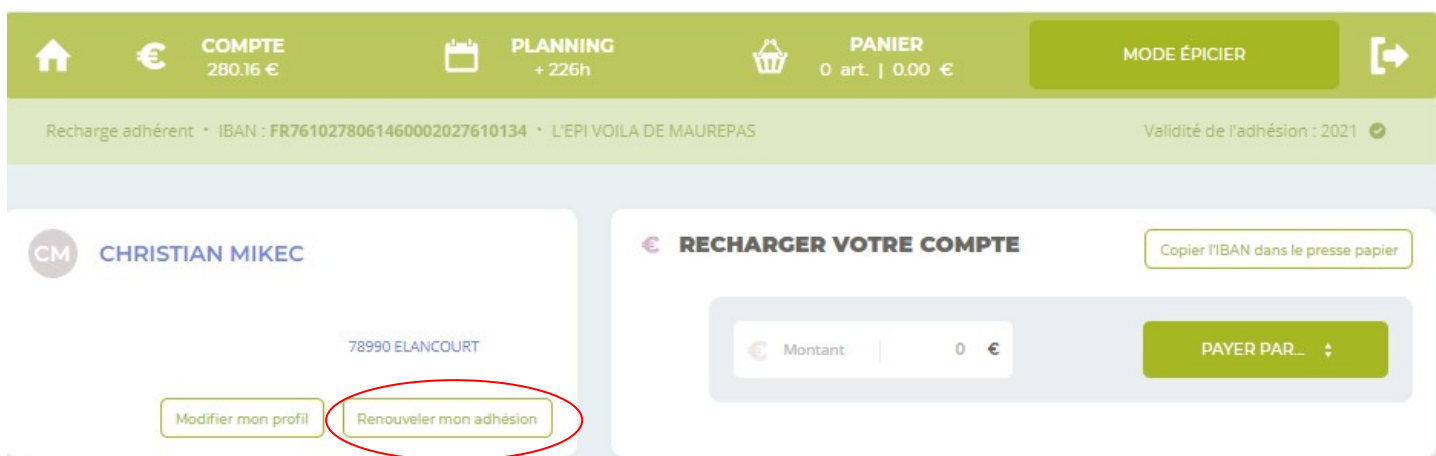 COMPTE
280.16 €
PLANNING
+ 226h
PANIER
0 art. | 0.00 €
MODE ÉPICIER
Recharge adhérent • IBAN : FR7610278061460002027610134 • L'EPI VOILA DE MAUREPAS
Validité de l'adhésion : 2021
CM
CHRISTIAN MIKEC
78990 ELANCOURT
Modifier mon profil
Renouveler mon adhésion
€ RECHARGER VOTRE COMPTE
Copier l'IBAN dans le presse papier
€ Montant 0 €
PAYER PAR...